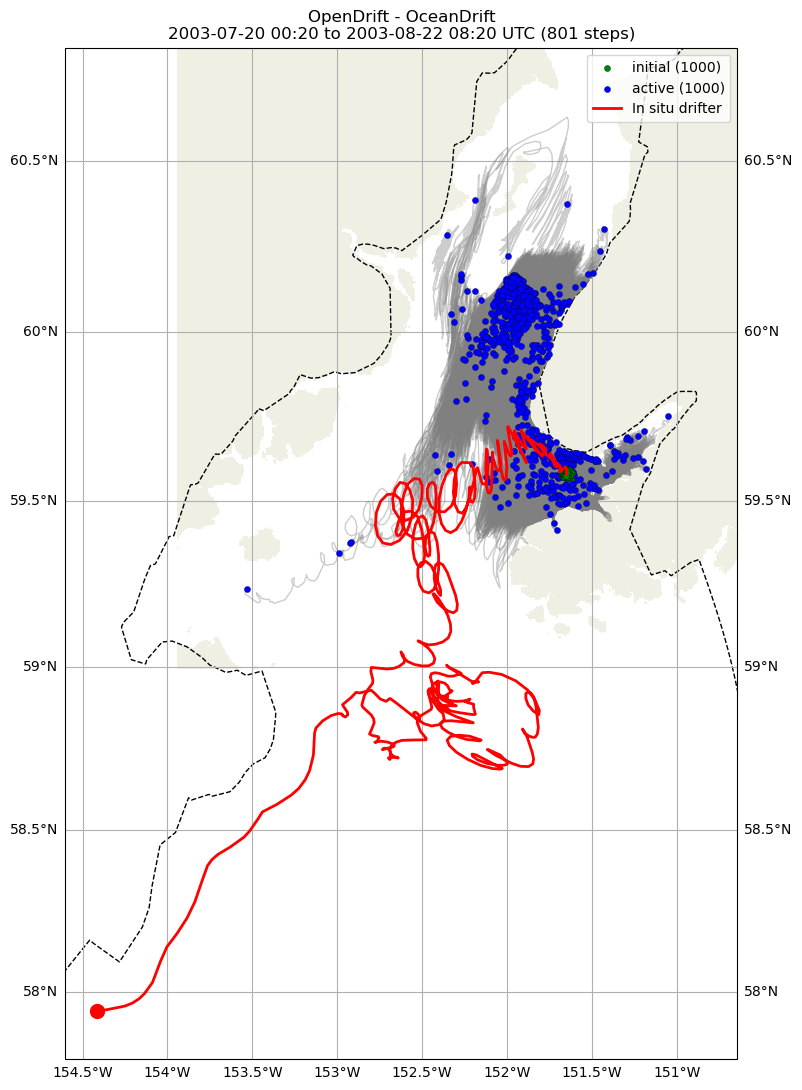 OpenDrift - OceanDrift
2003-07-20 00:20 to 2003-08-22 08:20 UTC (801 steps)
initial (1000)
active (1000)
In situ drifter
60.5°N 60.5°N
60°N 60°N
59.5°N 59.5°N
59°N 59°N
58.5°N 58.5°N
58°N 58°N
154.5°W 154°W 153.5°W 153°W 152.5°W 152°W 151.5°W 151°W